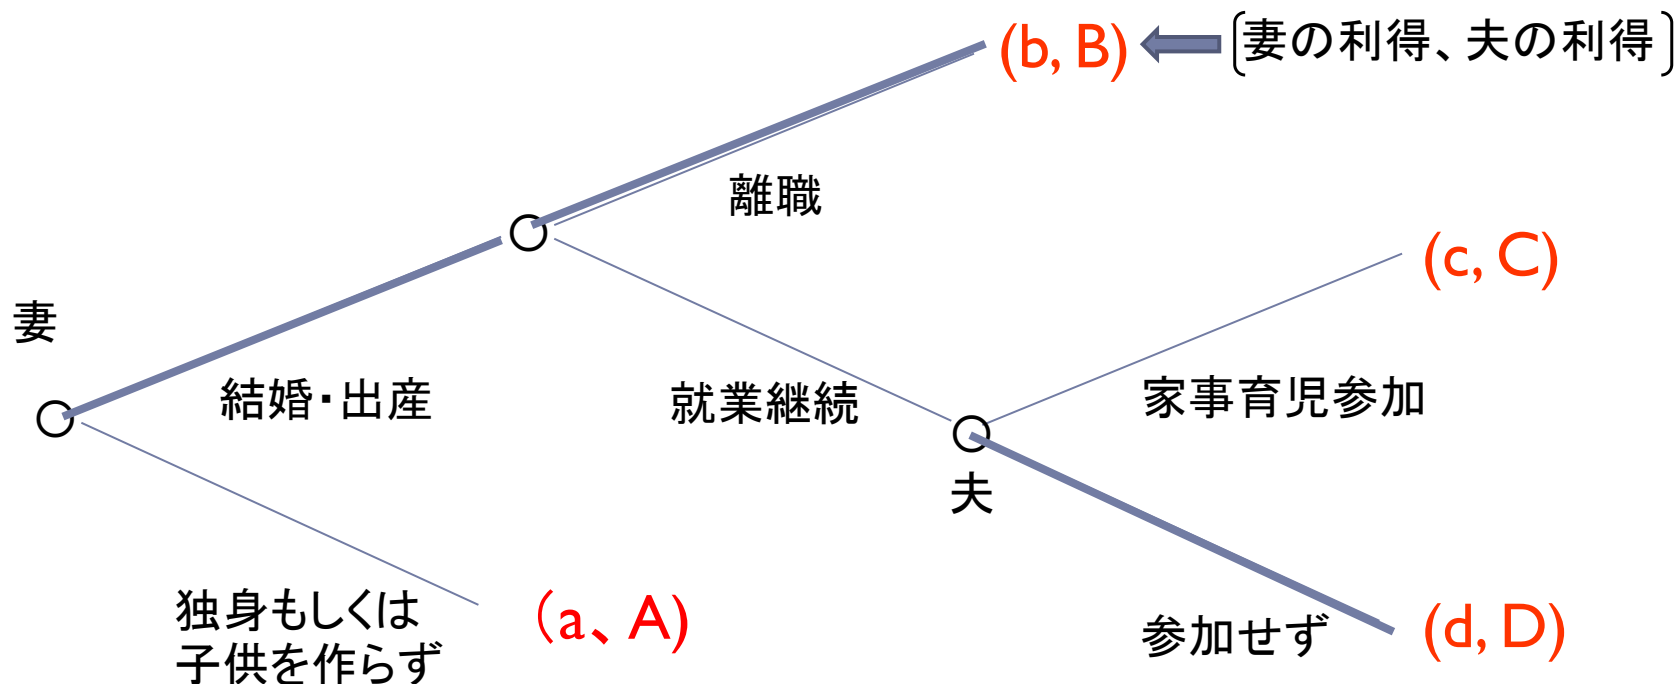 (b, B)
妻の利得、夫の利得
離職
(c, C)
妻
結婚・出産
就業継続
家事育児参加
夫
独身もしくは
子供を作らず
(a、A)
参加せず
(d, D)